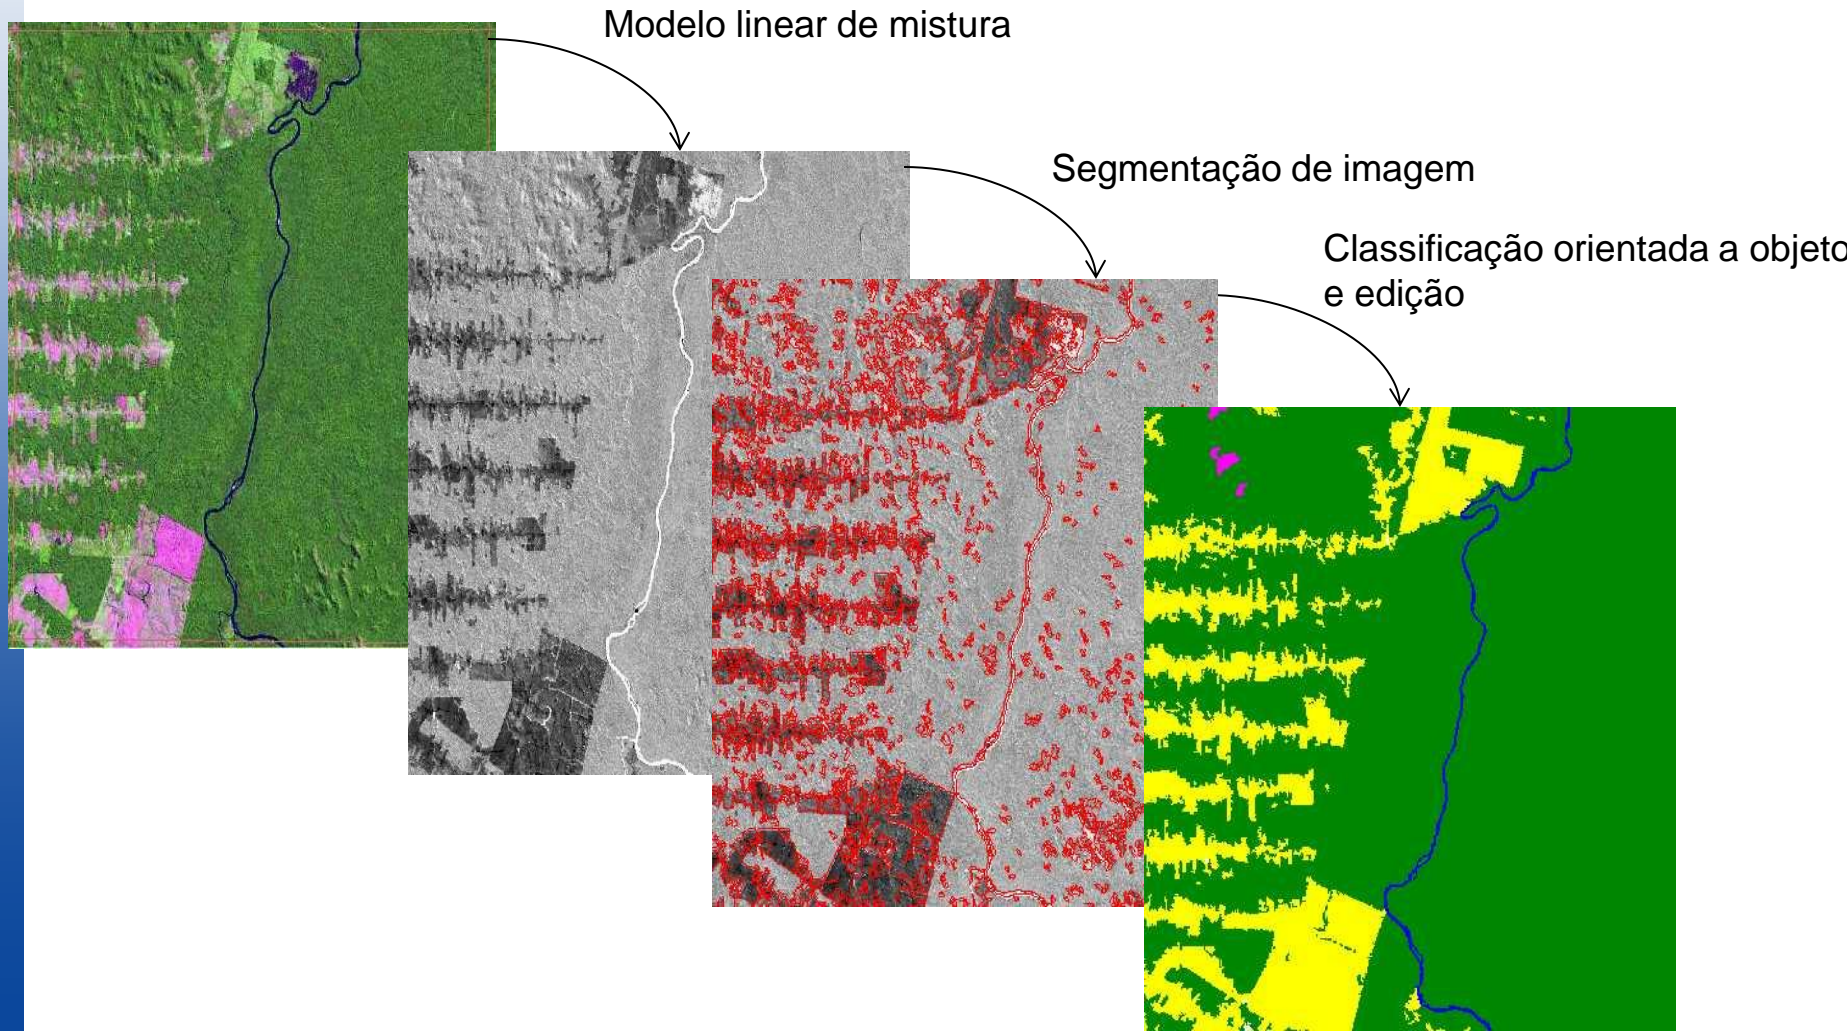 Modelo linear de mistura
Segmentação de imagem
Classificação orientada a objeto
e edição